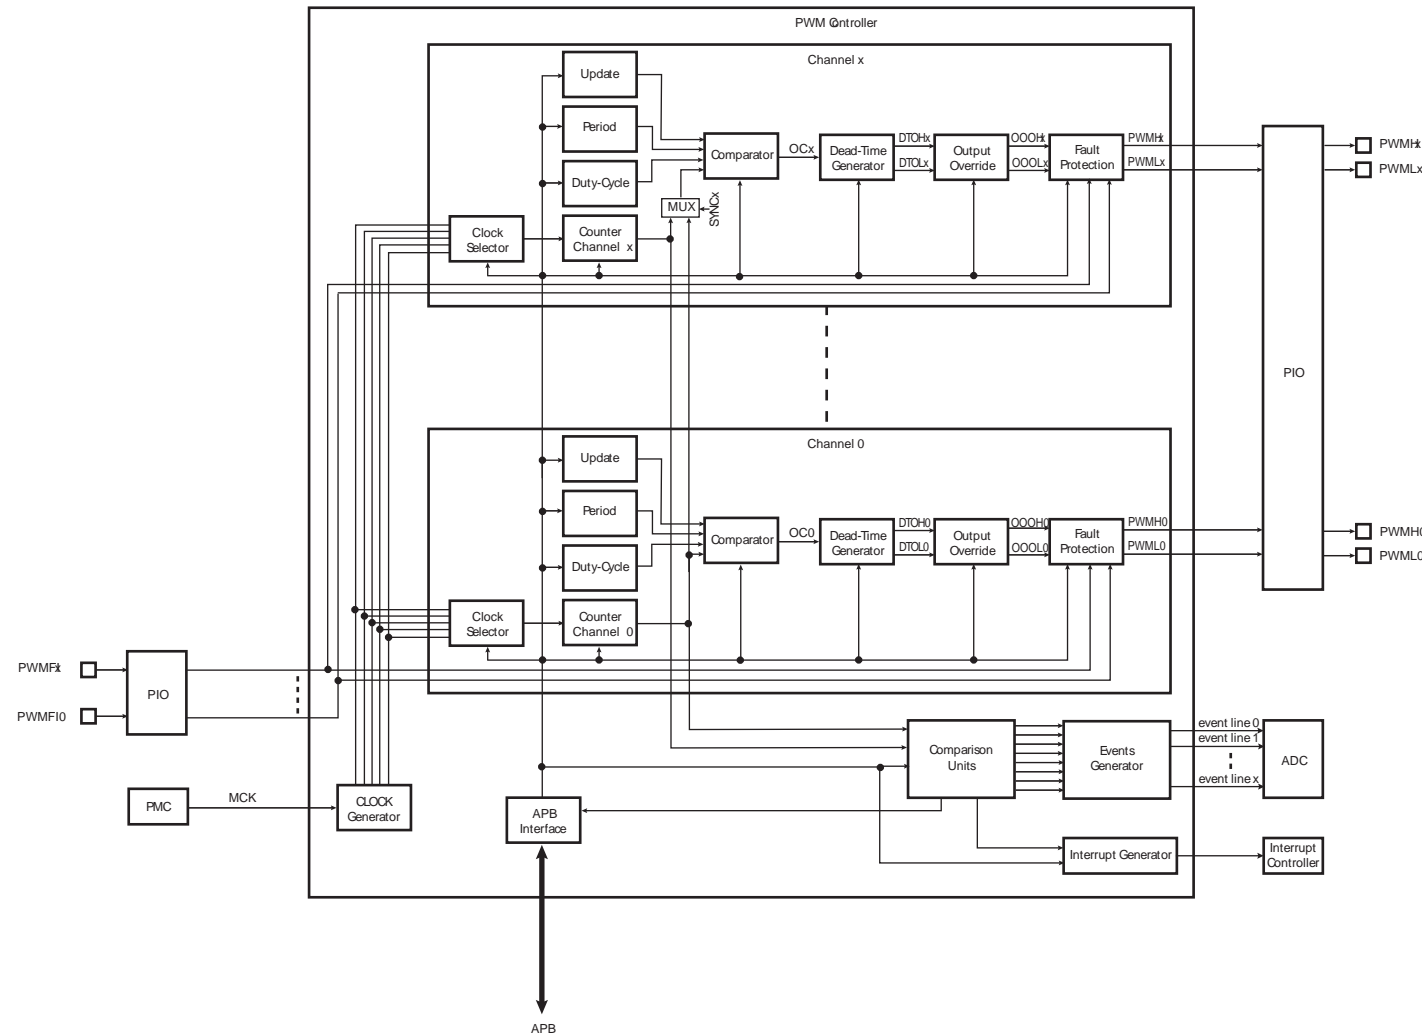 PWM Controller
Channel x
Update
Period
Comparator
OCx
Dead-Time
Generator
DTOHx
DTOLx
Output
Override
OOOHx
OOOLx
Fault
Protection
PWMHx
PWMLx
PWMHx
PWMLx
Duty-Cycle
MUX
SYNCx
Clock
Selector
Counter
Channel x
PIO
Channel 0
Update
Period
Comparator
OC0
Dead-Time
Generator
DTOH0
DTOL0
Output
Override
OOOH0
OOOL0
Fault
Protection
PWMH0
PWML0
PWMH0
PWML0
Duty-Cycle
Clock
Selector
Counter
Channel 0
PWMFIx
PIO
PWMFI0
Comparison
Units
Events
Generator
event line 0
event line 1
event line x
ADC
PMC
MCK
CLOCK
Generator
APB
Interface
Interrupt Generator
Interrupt
Controller
APB